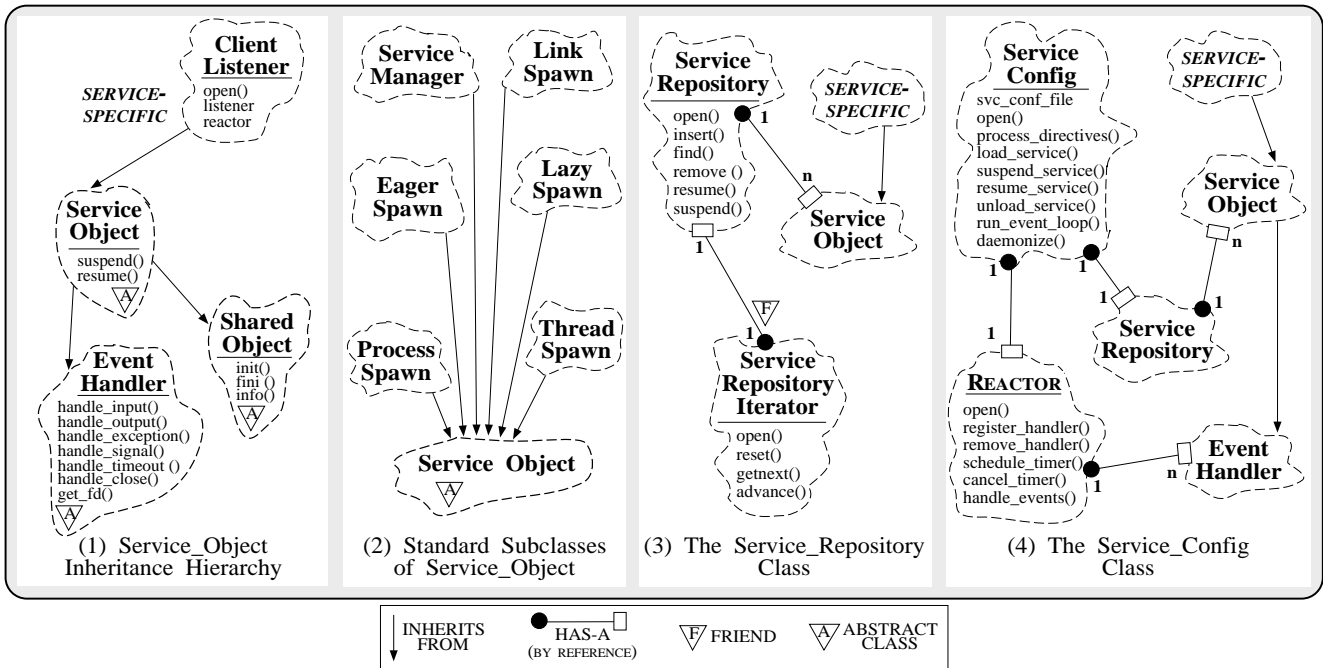 Client
Listener
open()
listener
reactor
SERVICE-
SPECIFIC
Service
Object
suspend()
resume()
A
Shared
Object
init()
fini ()
info()
A
Event
Handler
handle_input()
handle_output()
handle_exception()
handle_signal()
handle_timeout ()
handle_close()
get_fd()
A
(1) Service_Object
Inheritance Hierarchy
Service
Manager
Link
Spawn
Eager
Spawn
Lazy
Spawn
Process
Spawn
Thread
Spawn
Service Object
A
(2) Standard Subclasses
of Service_Object
Service
Repository
open()
insert()
find()
remove ()
resume()
suspend()
1
SERVICE-
SPECIFIC
n
Service
Object
1
F
1
Service
Repository
Iterator
open()
reset()
getnext()
advance()
(3) The Service_Repository
Class
Service
Config
svc_conf_file
open()
process_directives()
load_service()
suspend_service()
resume_service()
unload_service()
run_event_loop()
daemonize()
SERVICE-
SPECIFIC
Service
Object
n
1
1
1
1
Service
Repository
1
REACTOR
open()
register_handler()
remove_handler()
schedule_timer()
cancel_timer()
handle_events()
1
n
Event
Handler
(4) The Service_Config
Class
INHERITS
FROM
HAS-A
(BY REFERENCE)
F
FRIEND
A
ABSTRACT
CLASS